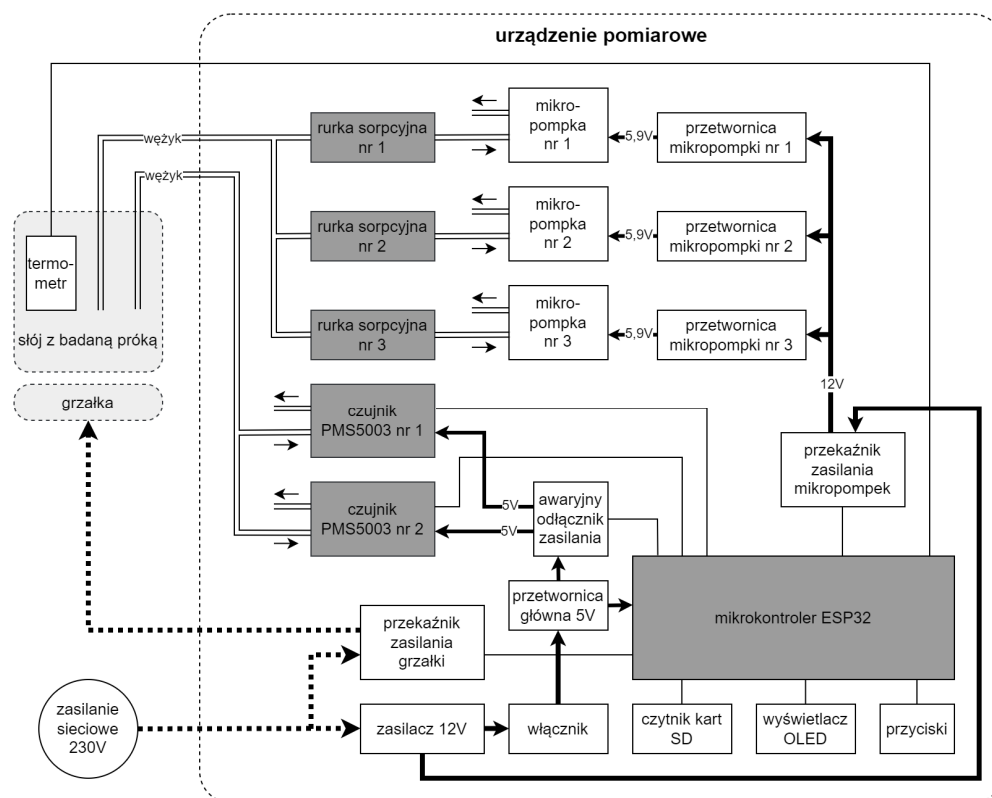 urządzenie pomiarowe
wężyk
wężyk
rurka sorpcyjna
nr 1
mikro-
pompka
nr 1
5,9V
przetwornica
mikropompki nr 1
rurka sorpcyjna
nr 2
mikro-
pompka
nr 2
5,9V
przetwornica
mikropompki nr 2
rurka sorpcyjna
nr 3
mikro-
pompka
nr 3
5,9V
przetwornica
mikropompki nr 3
termo-
metr
słój z badaną próką
grzałka
12V
czujnik
PMS5003 nr 1
przekaźnik
zasilania
mikropompek
czujnik
PMS5003 nr 2
5V
5V
awaryjny
odłącznik
zasilania
przetwornica
główna 5V
mikrokontroler ESP32
przekaźnik
zasilania
grzałki
zasilanie
sieciowe
230V
zasilacz 12V
włącznik
czytnik kart
SD
wyświetlacz
OLED
przyciski